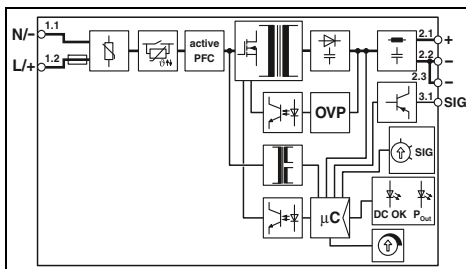 N/− 1.1
L/+ 1.2
active PFC
2.1 +
2.2 −
2.3 −
3.1 SIG
OVP
SIG
ϑ
µC
DC OK P_Out